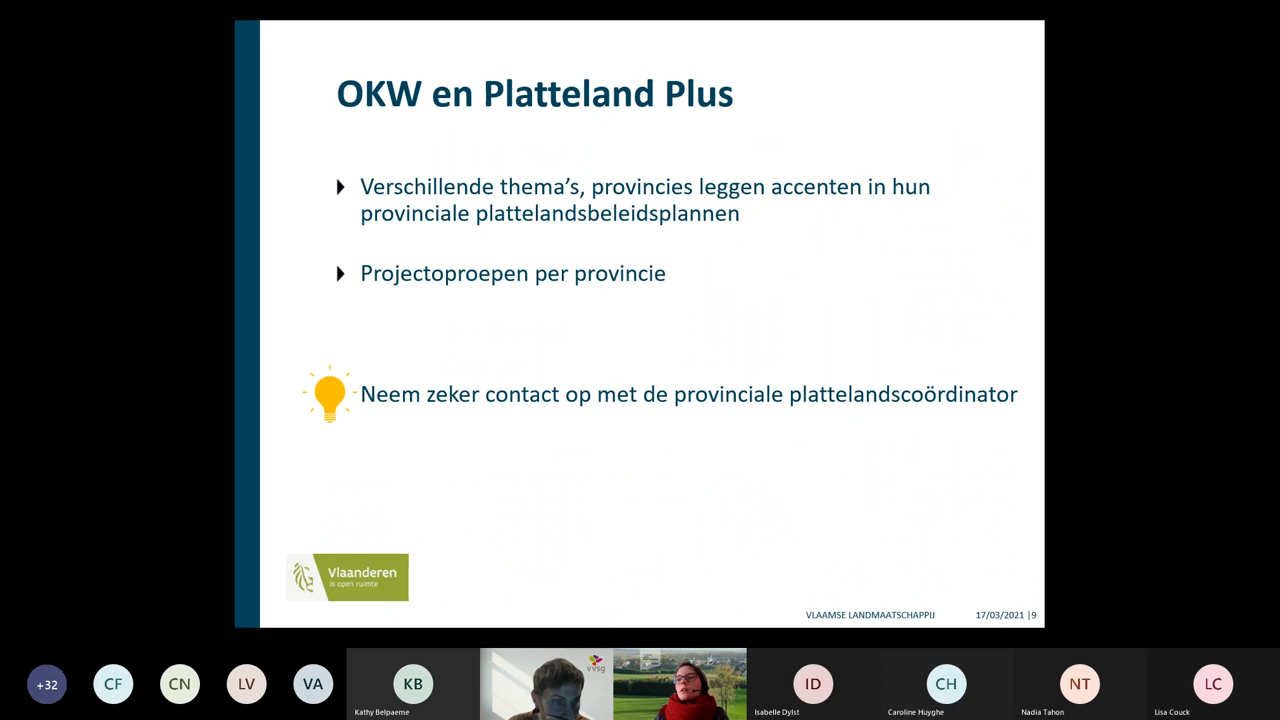 OKW en Platteland Plus
Verschillende thema's, provincies leggen accenten in hun
provinciale plattelandsbeleidsplannen
Projectoproepen per provincie
Neem zeker contact op met de provinciale plattelandscoördinator
Vlaanderen
is open ruimte
VLAAMSE LANDMAATSCHAPPIJ 17/03/2021 |9
+32 CF CN LV VA KB vvsg ID CH NT LC
Kathy Belpaeme Isabelle Dylst Caroline Huyghe Nadia Tahon Lisa Couck